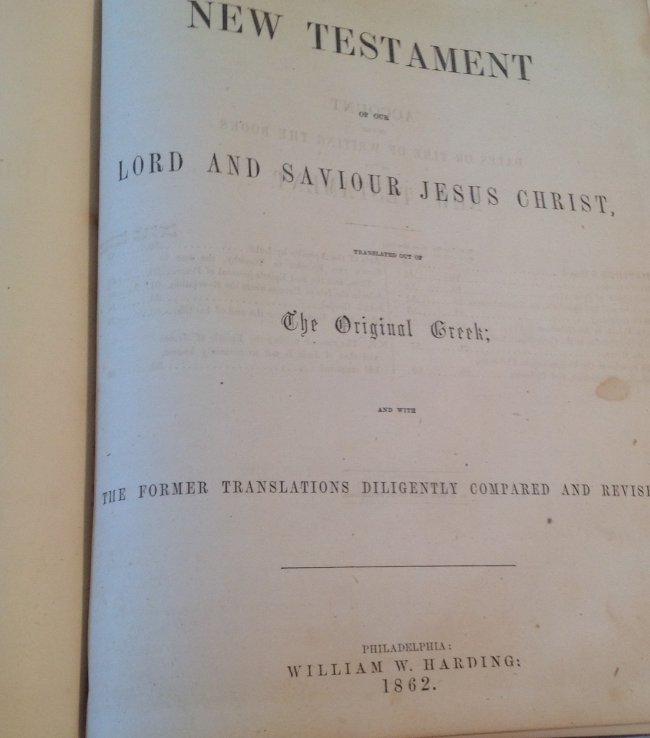 NEW TESTAMENT
OF OUR
LORD AND SAVIOUR JESUS CHRIST,
TRANSLATED OUT OF
The Original Greek;
AND WITH
THE FORMER TRANSLATIONS DILIGENTLY COMPARED AND REVISE
PHILADELPHIA:
WILLIAM W. HARDING;
1862.